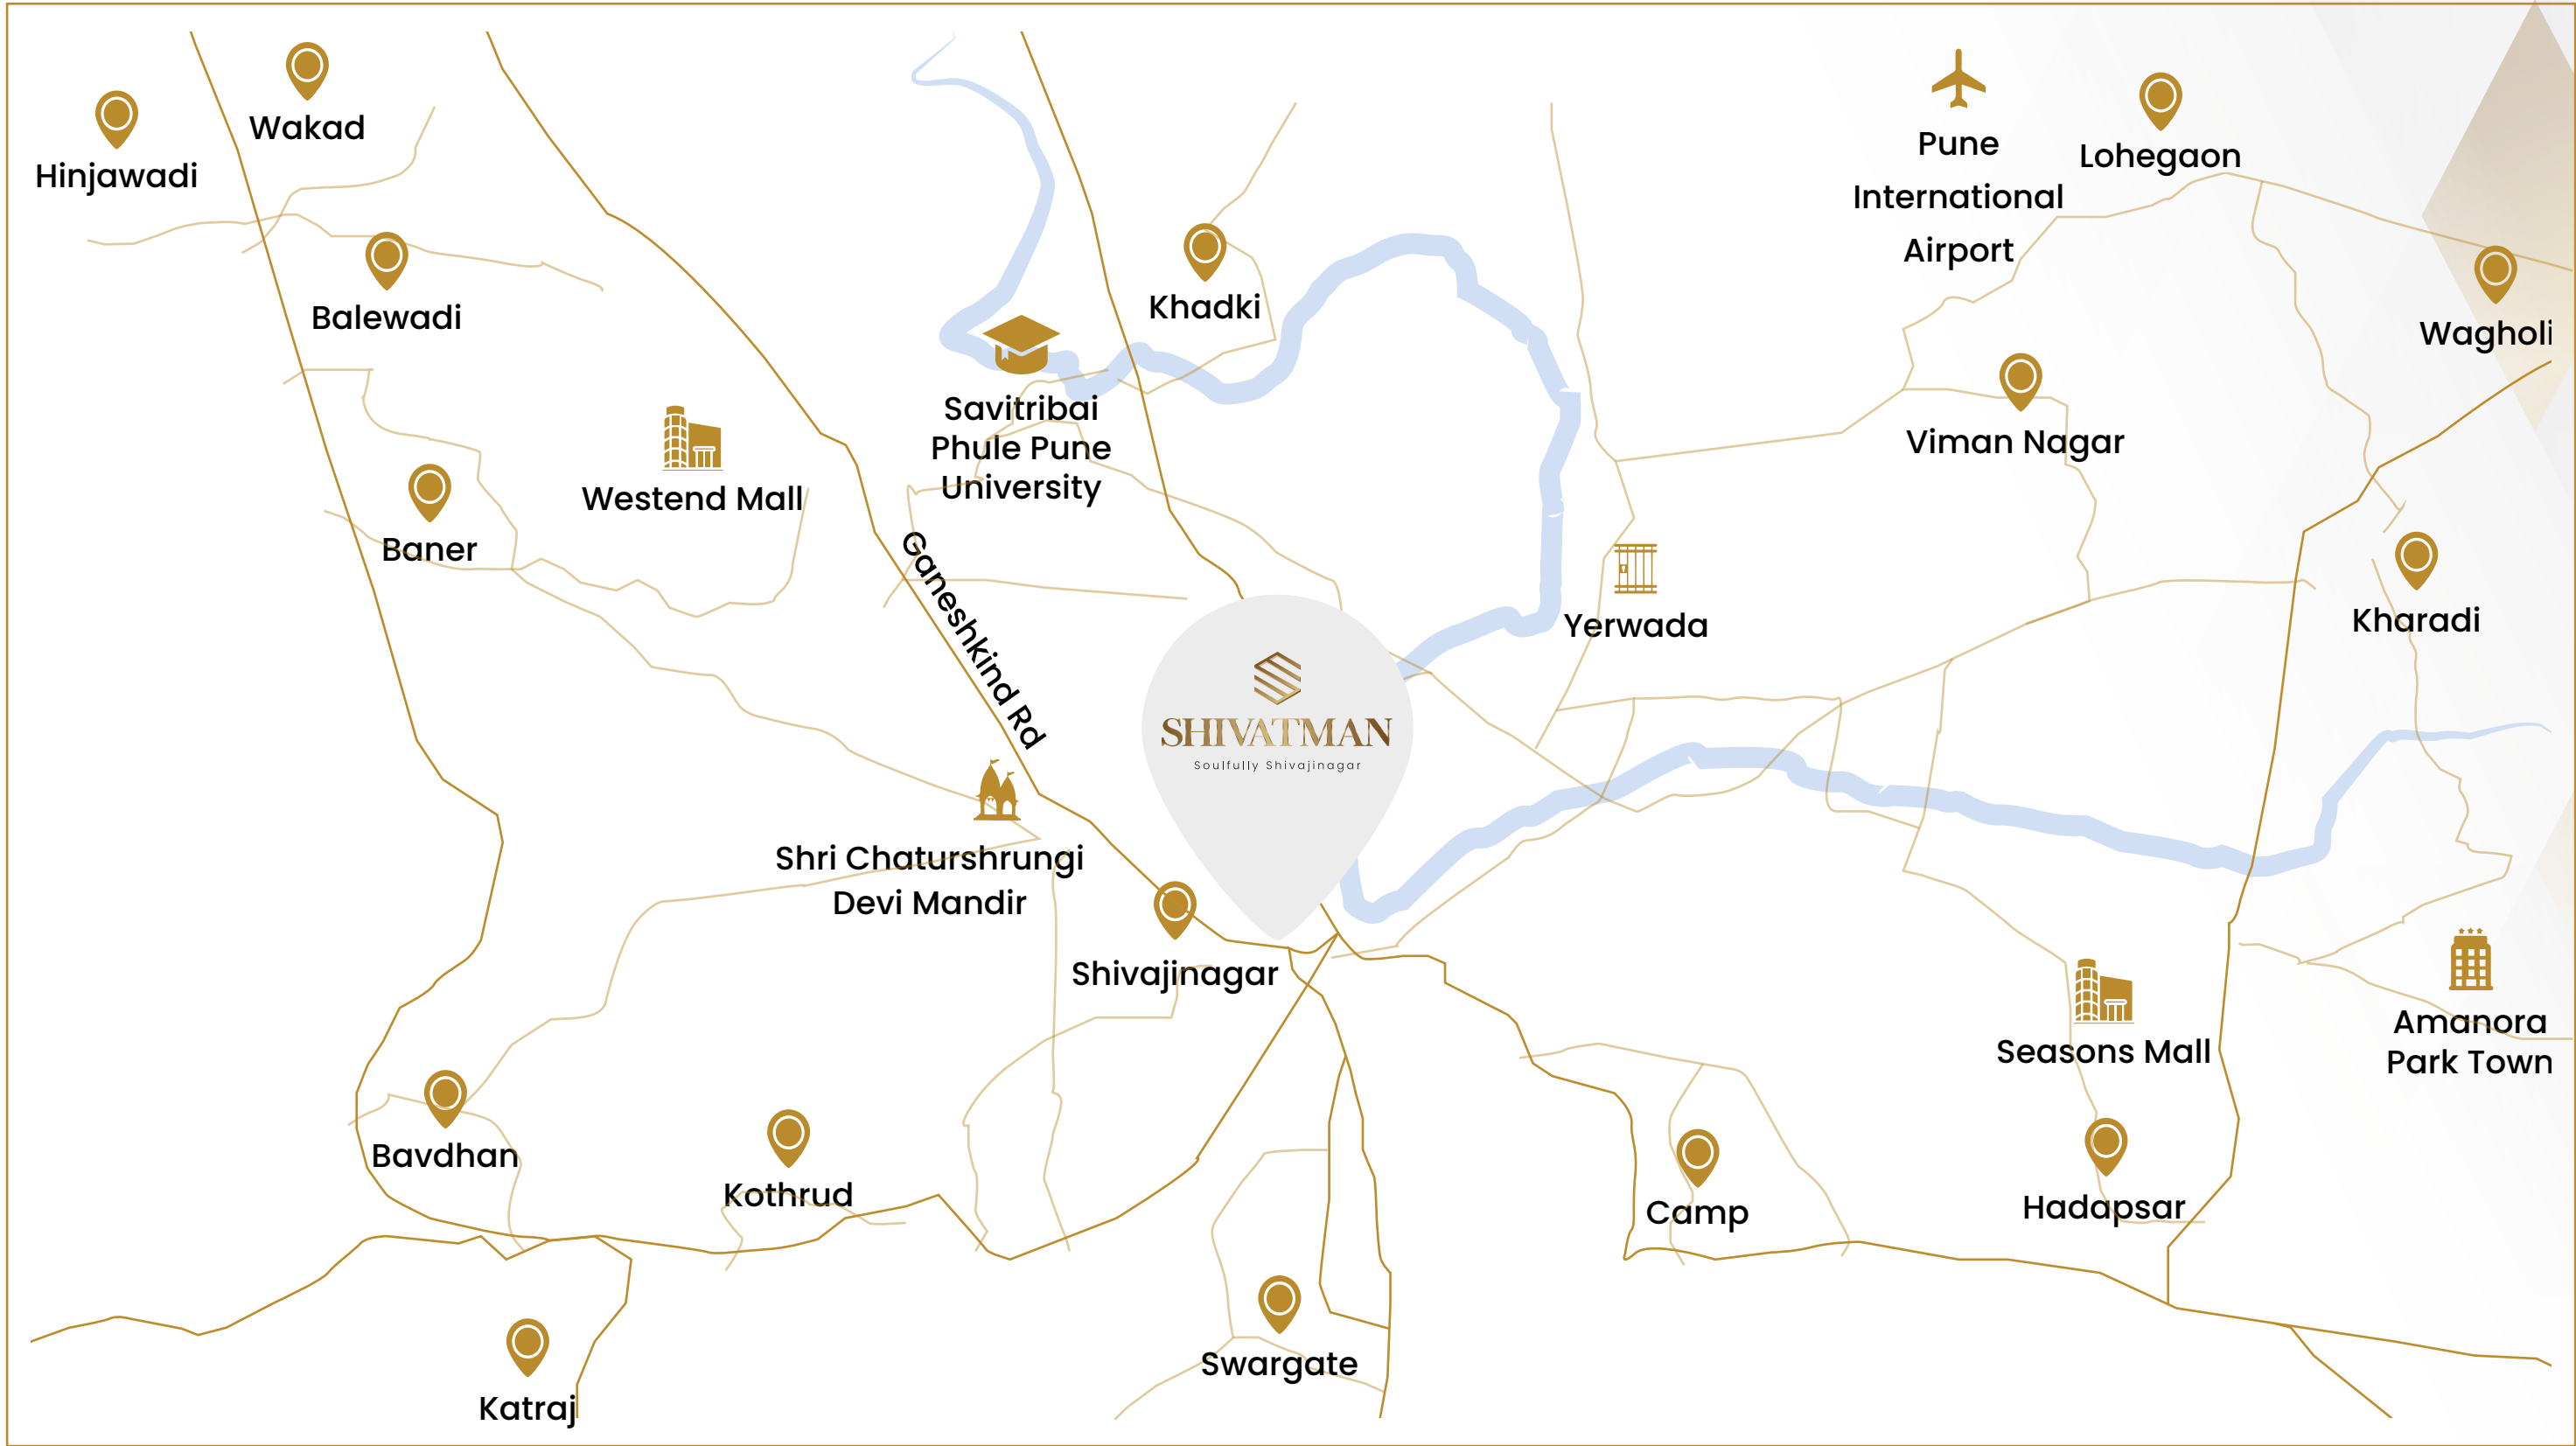 Wakad
Hinjawadi
Pune
International
Airport
Lohegaon
Balewadi
Khadki
Wagholi
Savitribai
Phule Pune
University
Viman Nagar
Westend Mall
Baner
Ganeshkind Rd
Yerwada
Kharadi
SHIVATMAN
Soulfully Shivajinagar
Shri Chaturshrungi
Devi Mandir
Shivajinagar
Seasons Mall
Amanora
Park Town
Bavdhan
Kothrud
Camp
Hadapsar
Swargate
Katraj